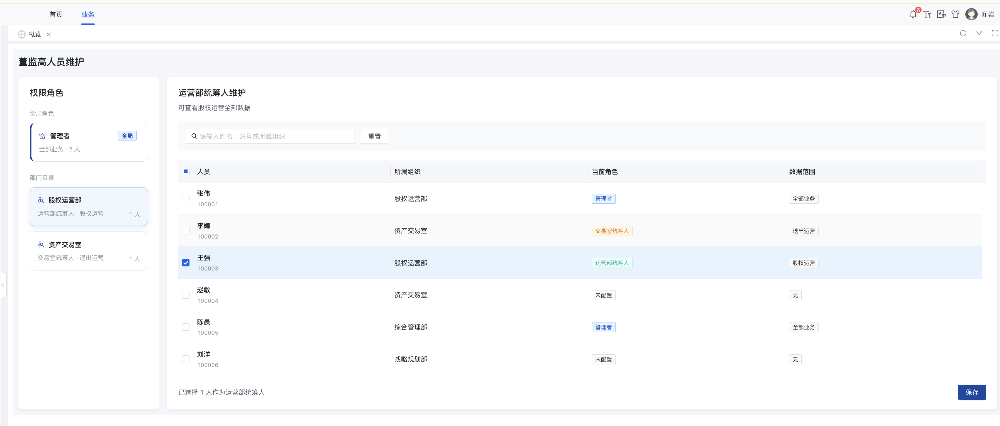 首页
业务
6
闻岩
概览
董监高人员维护
权限角色
全局角色
管理者
全局
全部业务 · 2 人
部门目录
股权运营部
运营部统筹人 · 股权运营
1 人
资产交易室
交易室统筹人 · 退出运营
1 人
运营部统筹人维护
可查看股权运营全部数据
请输入姓名、账号或所属组织
重置
人员 所属组织 当前角色 数据范围
张伟
100001
股权运营部
管理者
全部业务
李娜
100002
资产交易室
交易室统筹人
退出运营
王强
100003
股权运营部
运营部统筹人
股权运营
赵敏
100004
资产交易室
未配置
无
陈晨
100005
综合管理部
管理者
全部业务
刘洋
100006
战略规划部
未配置
无
已选择 1 人作为运营部统筹人
保存